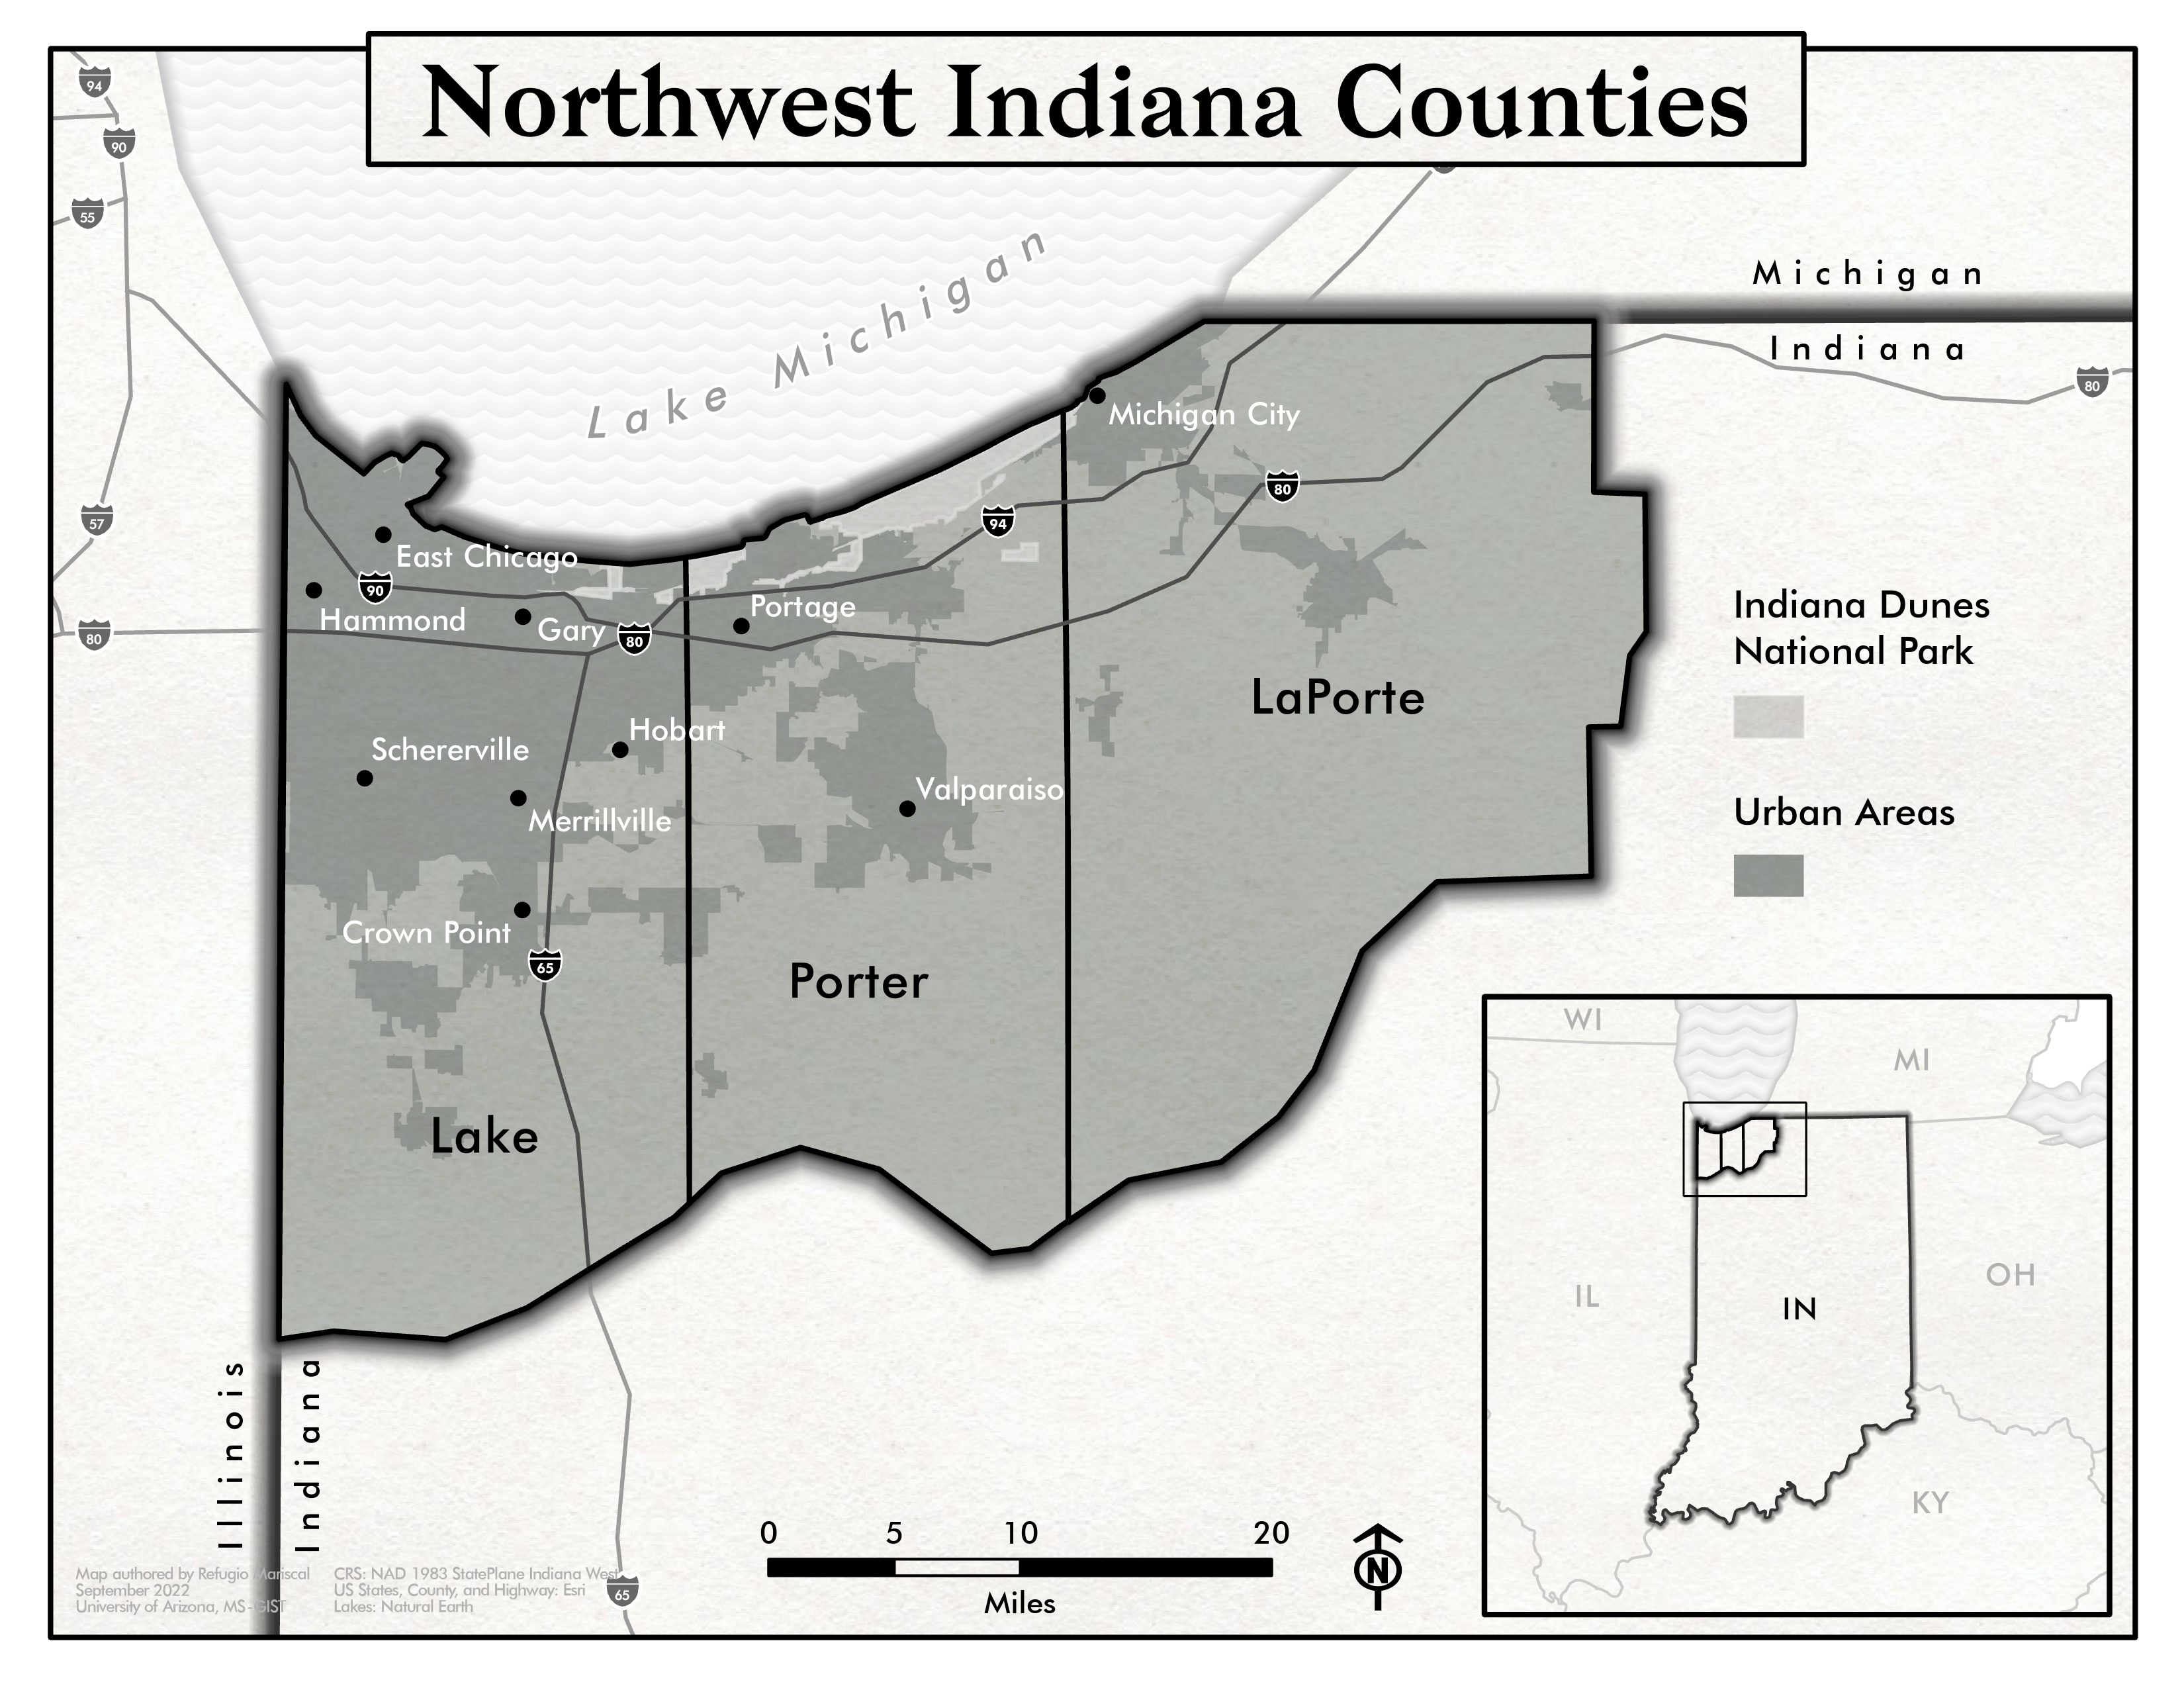 Northwest Indiana Counties
94
90
55
Michigan
Indiana
Lake Michigan
80
Michigan City
80
57
94
East Chicago
90
Hammond
Gary
80
Portage
80
Indiana Dunes
National Park
LaPorte
Hobart
Schererville
Valparaiso
Merrillville
Urban Areas
Crown Point
65
Porter
Lake
WI
MI
IL
IN
OH
KY
Illinois
Indiana
0 5 10 20
Miles
N
65
Map authored by Refugio Mariscal
September 2022
University of Arizona, MS-GIST
CRS: NAD 1983 StatePlane Indiana West
US States, County, and Highway: Esri
Lakes: Natural Earth